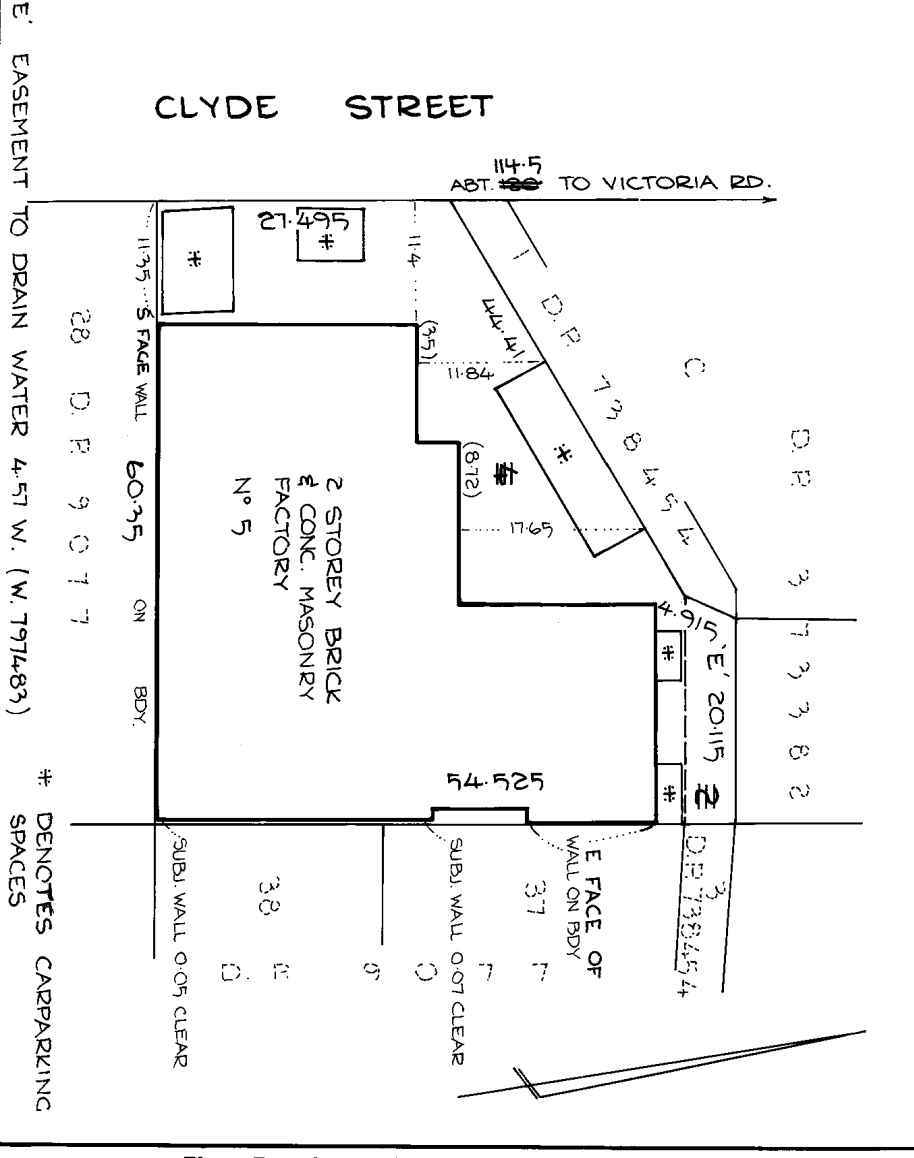 CLYDE STREET
114.5
ABT. TO VICTORIA RD.
'E' EASEMENT TO DRAIN WATER 4.57 W. (W. 797483)
# DENOTES CARPARKING
SPACES
28 D.P. 9077
27.495
#
#
11.35
S FACE WALL
ON
BDY.
60.35
11.4
(3.5)
11.84
44.41
1 D.P. 738454
C D.P. 373382
#
(8.72)
17.65
2 STOREY BRICK
& CONC. MASONRY
FACTORY
Nº 5
4.915
'E' 20.115
2
#
#
54.525
E FACE OF
WALL ON BDY
SUBJ. WALL 0.05 CLEAR
SUBJ. WALL 0.07 CLEAR
38
37
D.P. 9077
3
D.P. 738454